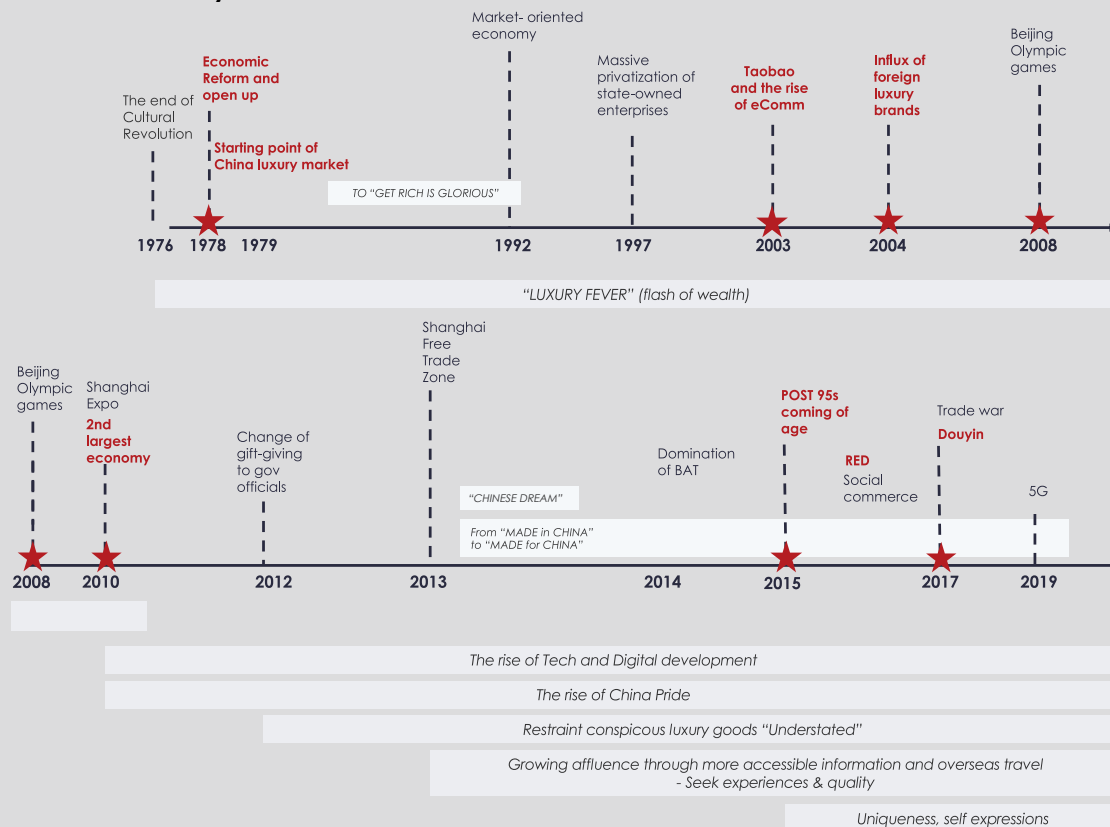 Market- oriented
economy
Beijing
Olympic
games
Economic
Reform and
open up
Massive
privatization of
state-owned
enterprises
Taobao
and the rise
of eComm
Influx of
foreign
luxury
brands
The end of
Cultural
Revolution
Starting point of
China luxury market
TO “GET RICH IS GLORIOUS”
1976 1978 1979 1992 1997 2003 2004 2008
“LUXURY FEVER” (flash of wealth)
Shanghai
Free
Trade
Zone
Beijing
Olympic
games
Shanghai
Expo
2nd
largest
economy
Change of
gift-giving
to gov
officials
POST 95s
coming of
age
Trade war
Douyin
Domination
of BAT
RED
Social
commerce
5G
“CHINESE DREAM”
From “MADE in CHINA”
to “MADE for CHINA”
2008 2010 2012 2013 2014 2015 2017 2019
The rise of Tech and Digital development
The rise of China Pride
Restraint conspicous luxury goods “Understated”
Growing affluence through more accessible information and overseas travel
- Seek experiences & quality
Uniqueness, self expressions